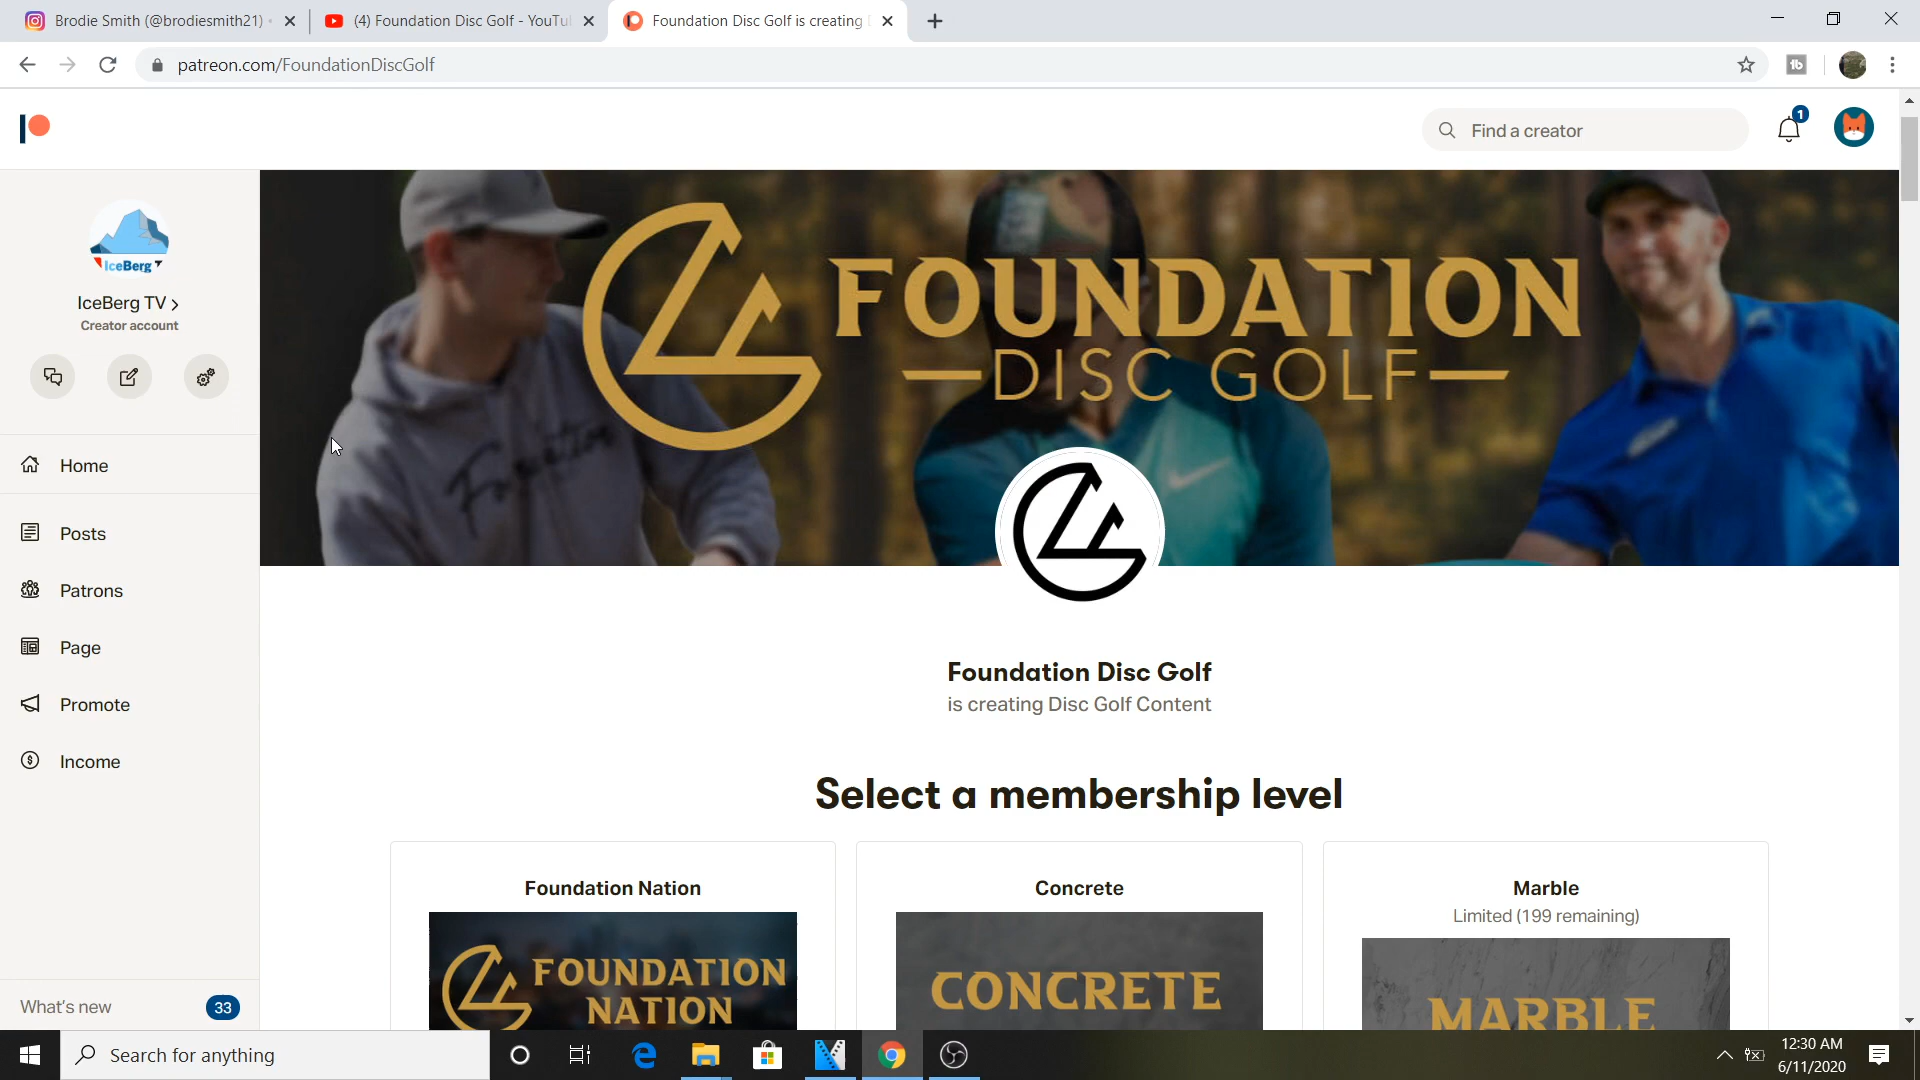 Brodie Smith (@brodiesmith21)
(4) Foundation Disc Golf - YouTu
Foundation Disc Golf is creating
patreon.com/FoundationDiscGolf
Find a creator
1
FOUNDATION
DISC GOLF
IceBerg
IceBerg TV
Creator account
Home
Posts
Patrons
Page
Promote
Income
What's new
33
Foundation Disc Golf
is creating Disc Golf Content
Select a membership level
Foundation Nation
FOUNDATION
NATION
Concrete
CONCRETE
Marble
Limited (199 remaining)
MARBLE
Search for anything
12:30 AM
6/11/2020